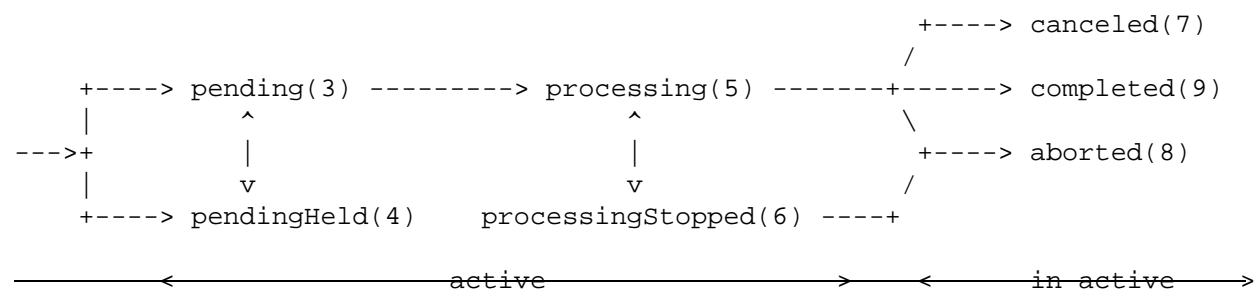 +----> canceled(7)
                                                      /
    +----> pending(3) ---------> processing(5) -------+------> completed(9)
    |         ^                       ^               \
--->+         |                       |                +----> aborted(8)
    |         v                       v               /
    +----> pendingHeld(4)    processingStopped(6) ----+
< active > < in active >